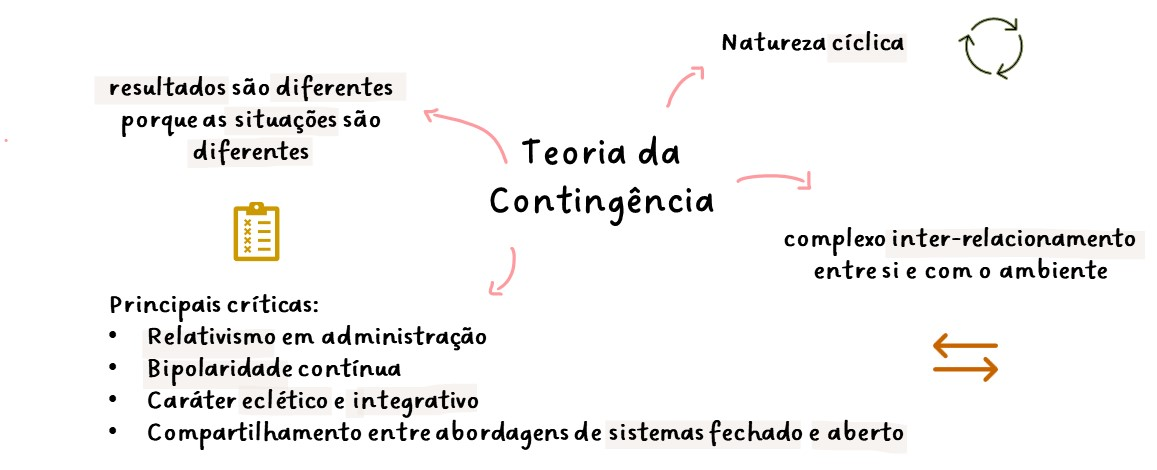 Natureza cíclica
resultados são diferentes
porque as situações são
diferentes
Teoria da
Contingência
complexo inter-relacionamento
entre si e com o ambiente
Principais críticas:
• Relativismo em administração
• Bipolaridade contínua
• Caráter eclético e integrativo
• Compartilhamento entre abordagens de sistemas fechado e aberto